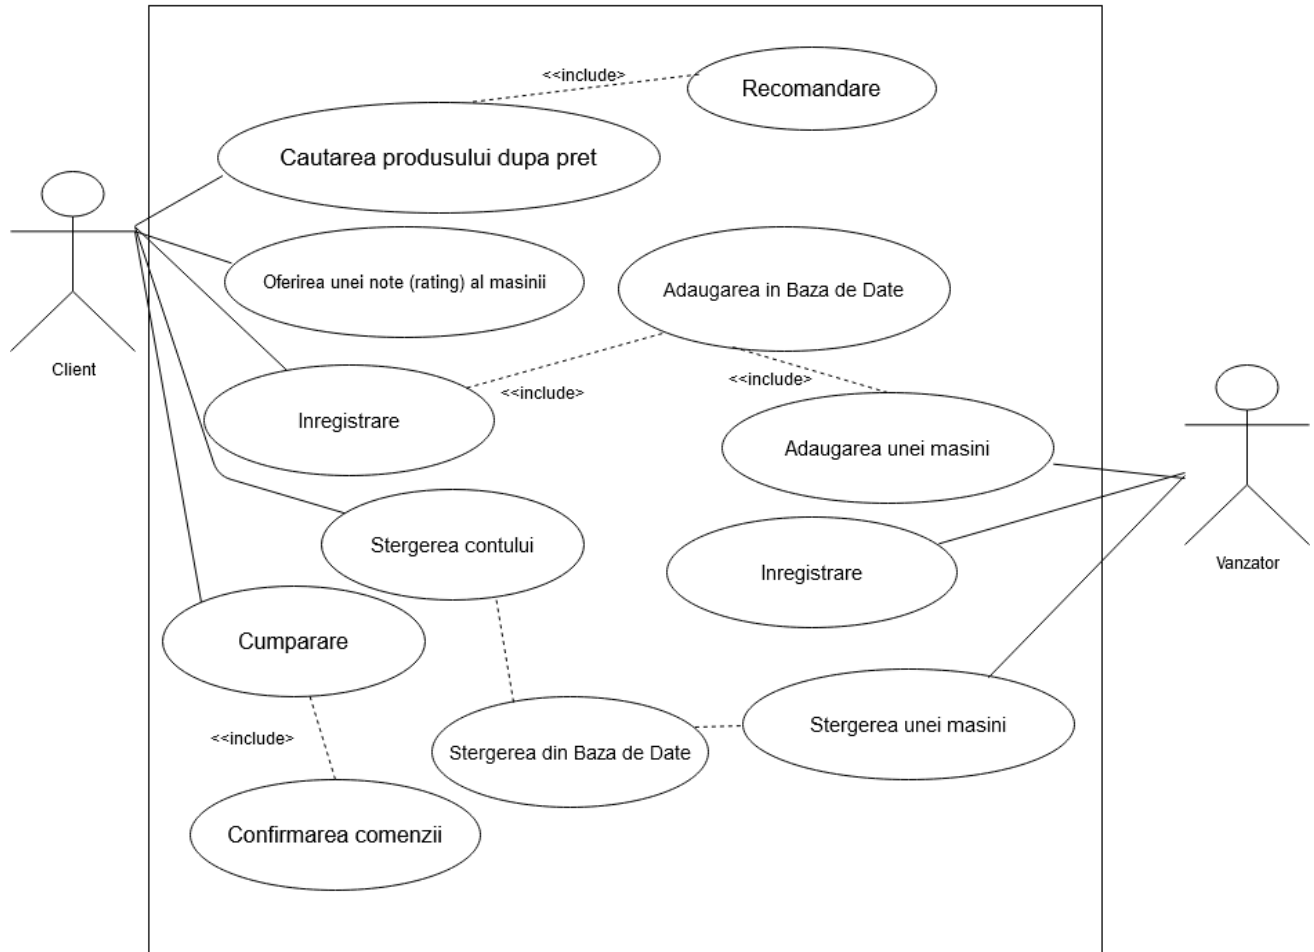 <<include>
Recomandare
Cautarea produsului dupa pret
Oferirea unei note (rating) al masinii
Adaugarea in Baza de Date
Client
<<include>
<<include>
Inregistrare
Adaugarea unei masini
Stergerea contului
Inregistrare
Vanzator
Cumparare
<<include>
Stergerea din Baza de Date
Stergerea unei masini
Confirmarea comenzii